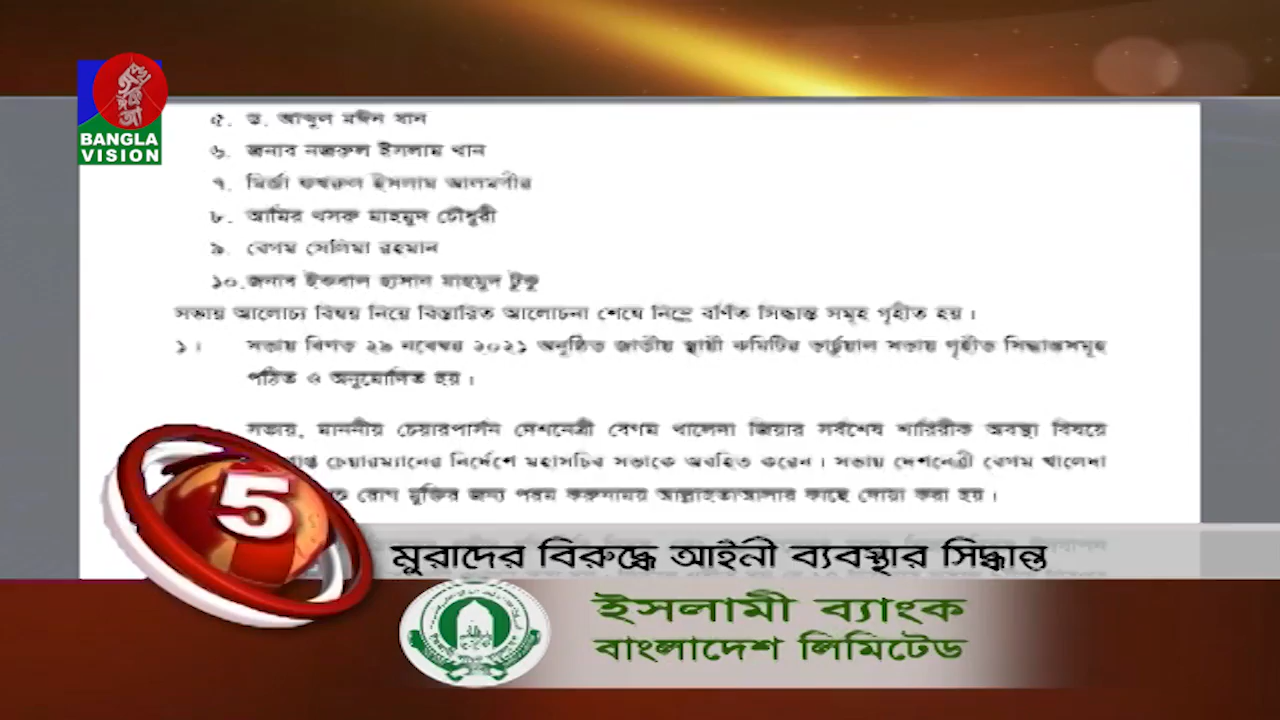 BANGLA
VISION
৫. ড. আব্দুল মঈন খান
৬. জনাব নজরুল ইসলাম খান
৭. মির্জা ফখরুল ইসলাম আলমগীর
৮. আমির খসরু মাহমুদ চৌধুরী
৯. বেগম সেলিমা রহমান
১০. জনাব ইকবাল হাসান মাহমুদ টুকু
সভায় আলোচ্য বিষয় নিয়ে বিস্তারিত আলোচনা শেষে নিম্নে বর্ণিত সিদ্ধান্ত সমূহ গৃহীত হয়।
১। সভায় বিগত ২৯ নবেম্বর ২০২১ অনুষ্ঠিত জাতীয় স্থায়ী কমিটির ভার্চুয়াল সভায় গৃহীত সিদ্ধান্তসমূহ
পঠিত ও অনুমোদিত হয়।
সভায়, মাননীয় চেয়ারপার্সন দেশনেত্রী বেগম খালেদা জিয়ার সর্বশেষ শারিরীক অবস্থা বিষয়ে
চেয়ারম্যানের নির্দেশে মহাসচিব সভাকে অবহিত করেন। সভায় দেশনেত্রী বেগম খালেদা
রোগ মুক্তির জন্য পরম করুনাময় আল্লাহতাআলার কাছে দোয়া করা হয়।
5
মুরাদের বিরুদ্ধে আইনী ব্যবস্থার সিদ্ধান্ত
ইসলামী ব্যাংক
বাংলাদেশ লিমিটেড